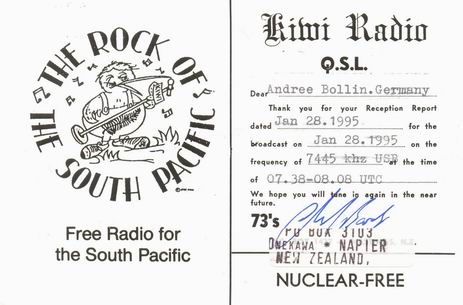 THE ROCK OF
THE SOUTH PACIFIC
Free Radio for
the South Pacific
Kiwi Radio
Q.S.L.
Dear Andree Bollin.Germany
Thank you for your Reception Report
dated Jan 28.1995 for the
broadcast on Jan 28.1995 on the
frequency of 7445 khz USB at the time
of 07.38-08.08 UTC
We hope you will tune in again in the near
future.
73's
PO BOX 3103
ONEKAWA NAPIER
NEW ZEALAND,
NUCLEAR-FREE